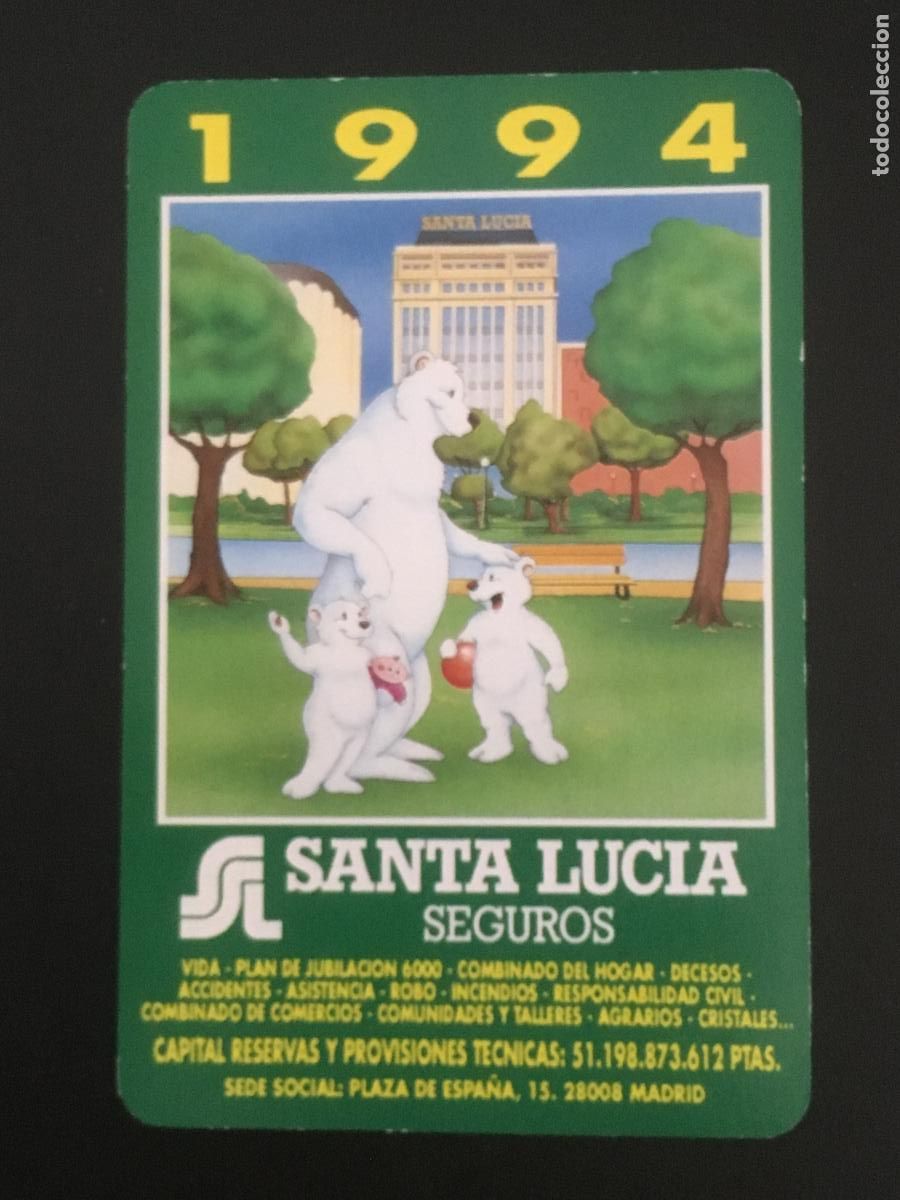 1994
SANTA LUCIA
SANTA LUCIA
SEGUROS
VIDA - PLAN DE JUBILACION 6000 - COMBINADO DEL HOGAR - DECESOS -
ACCIDENTES - ASISTENCIA - ROBO - INCENDIOS - RESPONSABILIDAD CIVIL -
COMBINADO DE COMERCIOS - COMUNIDADES Y TALLERES - AGRARIOS - CRISTALES...
CAPITAL RESERVAS Y PROVISIONES TECNICAS: 51.198.873.612 PTAS.
SEDE SOCIAL: PLAZA DE ESPAÑA, 15. 28008 MADRID
todocoleccion